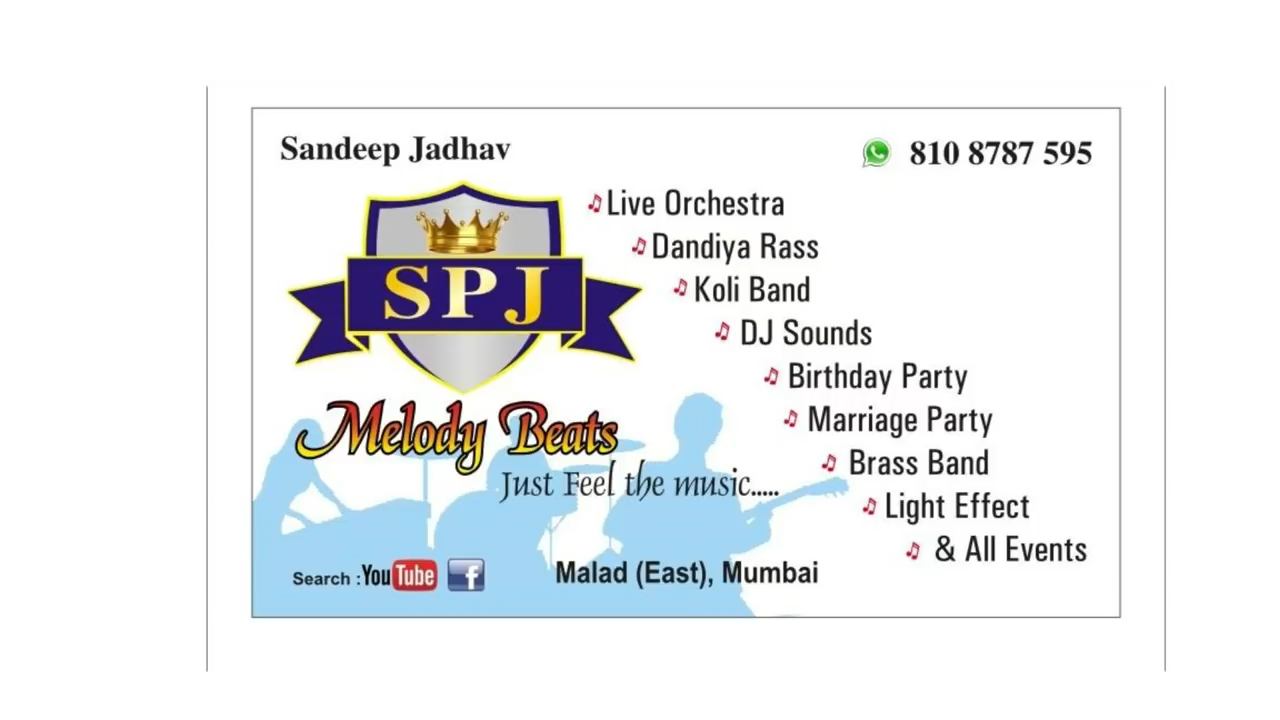 Sandeep Jadhav
810 8787 595
SPJ
Melody Beats
Just Feel the music.....
Live Orchestra
Dandiya Rass
Koli Band
DJ Sounds
Birthday Party
Marriage Party
Brass Band
Light Effect
& All Events
Search : YouTube f
Malad (East), Mumbai